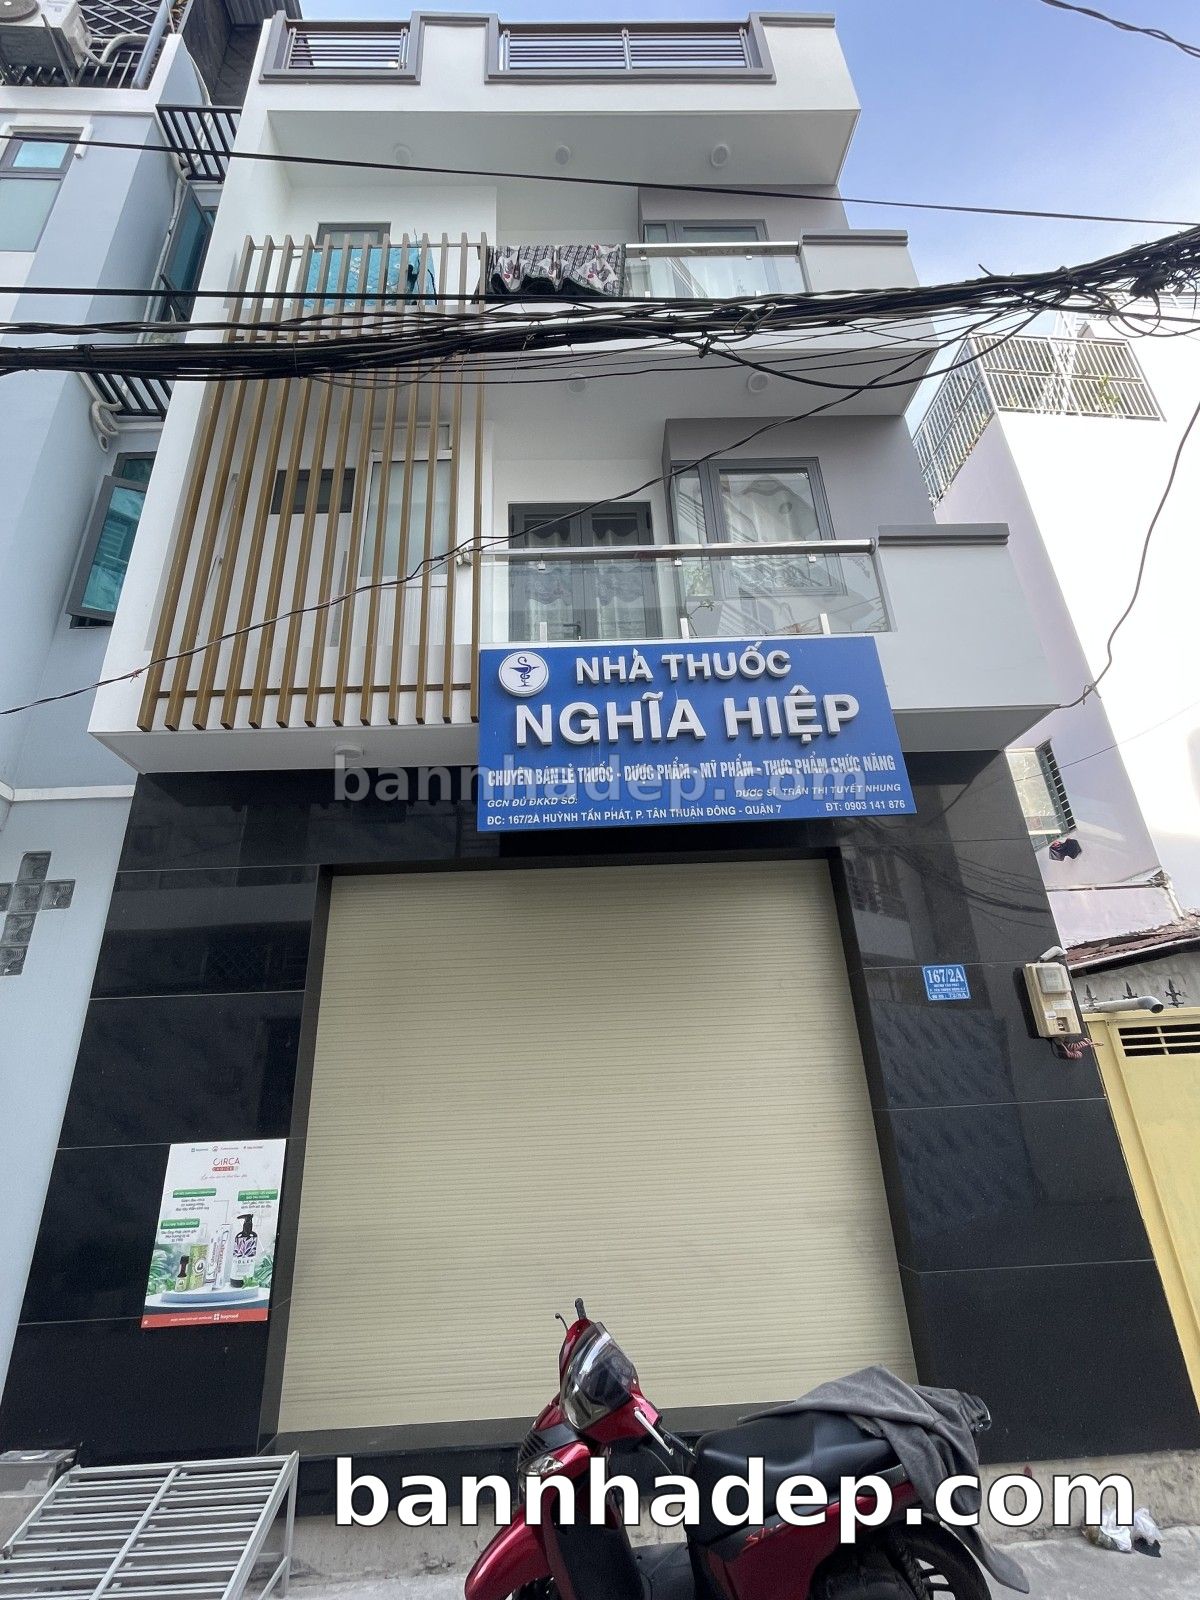 NHÀ THUỐC
NGHĨA HIỆP
CHUYÊN BÁN LẺ THUỐC - DƯỢC PHẨM - MỸ PHẨM - THỰC PHẨM CHỨC NĂNG
GCN ĐỦ ĐKKD SỐ:
DƯỢC SĨ. TRẦN THỊ TUYẾT NHUNG
ĐC: 167/2A HUỲNH TẤN PHÁT, P. TÂN THUẬN ĐÔNG - QUẬN 7
ĐT: 0903 141 876
bannhadep.com
167/2A
CIRCA
bannhadep.com